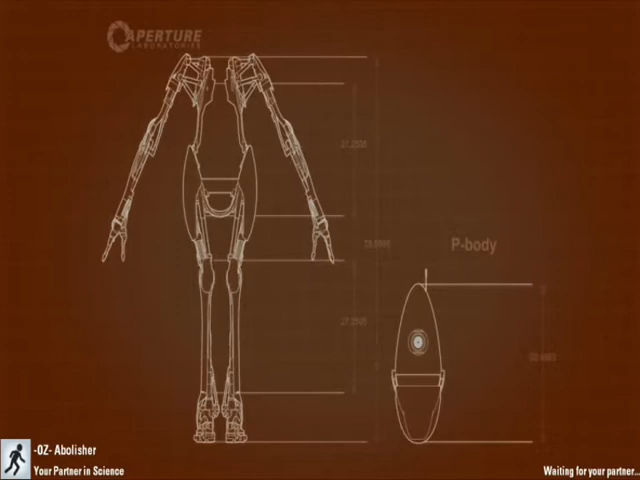 APERTURE
LABORATORIES
P-body
-OZ- Abolisher
Your Partner in Science
Waiting for your partner...